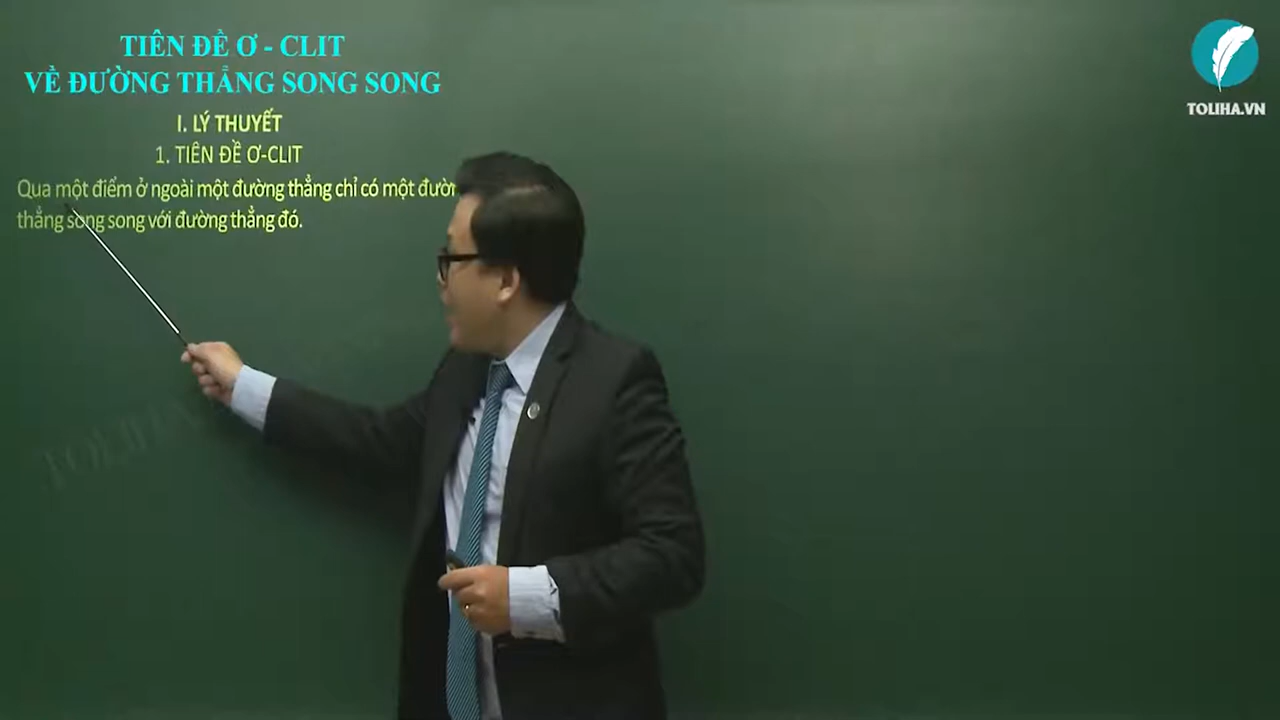 TIÊN ĐỀ Ơ - CLIT
VỀ ĐƯỜNG THẲNG SONG SONG
I. LÝ THUYẾT
1. TIÊN ĐỀ Ơ-CLIT
Qua một điểm ở ngoài một đường thẳng chỉ có một
thẳng song song với đường thẳng đó.
TOLIHA.VN